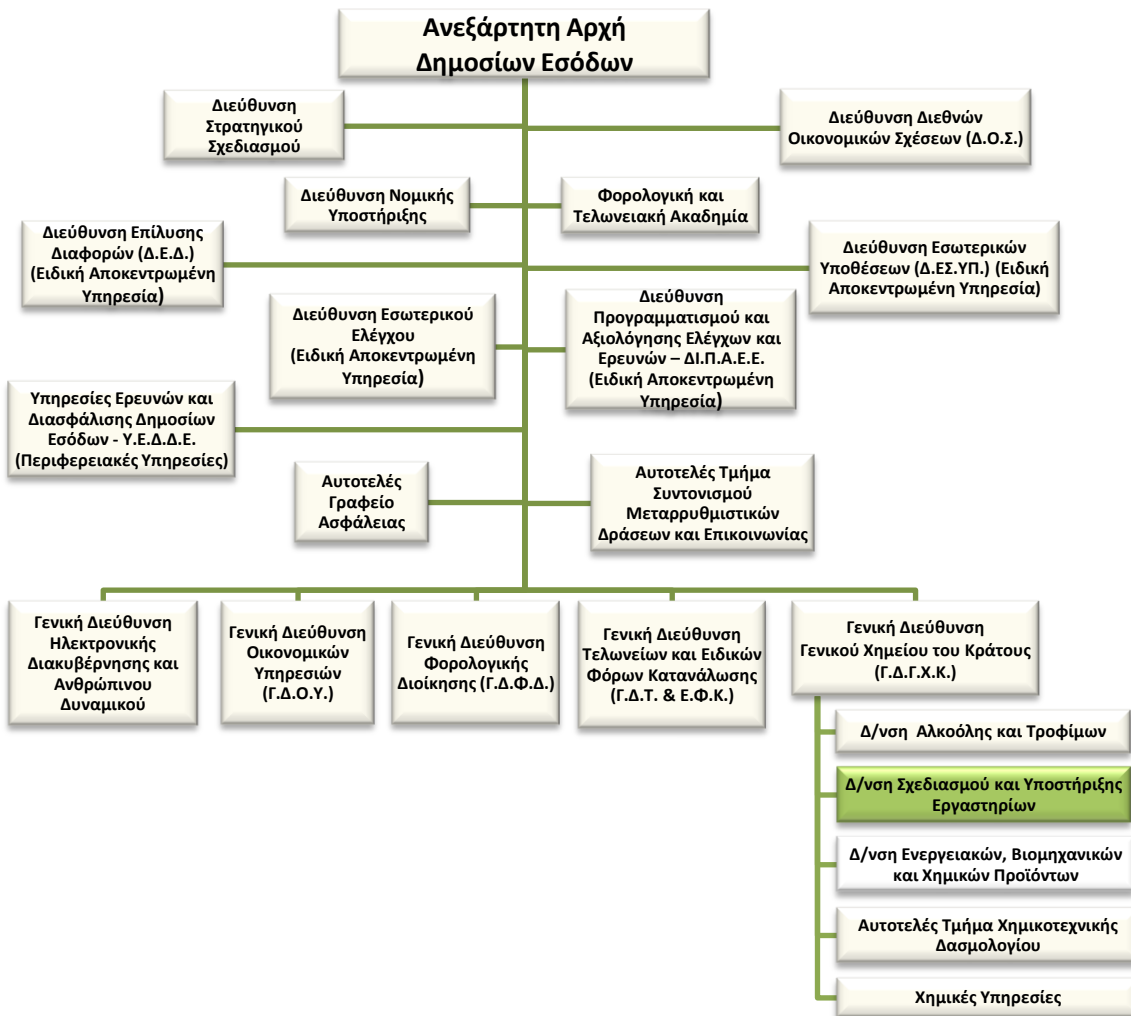 Ανεξάρτητη Αρχή
Δημοσίων Εσόδων
Διεύθυνση
Στρατηγικού
Σχεδιασμού
Διεύθυνση Διεθνών
Οικονομικών Σχέσεων (Δ.Ο.Σ.)
Διεύθυνση Νομικής
Υποστήριξης
Φορολογική και
Τελωνειακή Ακαδημία
Διεύθυνση Επίλυσης
Διαφορών (Δ.Ε.Δ.)
(Ειδική Αποκεντρωμένη
Υπηρεσία)
Διεύθυνση Εσωτερικών
Υποθέσεων (Δ.ΕΣ.ΥΠ.) (Ειδική
Αποκεντρωμένη Υπηρεσία)
Διεύθυνση Εσωτερικού
Ελέγχου
(Ειδική Αποκεντρωμένη
Υπηρεσία)
Διεύθυνση
Προγραμματισμού και
Αξιολόγησης Ελέγχων και
Ερευνών – ΔΙ.Π.Α.Ε.Ε.
(Ειδική Αποκεντρωμένη
Υπηρεσία)
Υπηρεσίες Ερευνών και
Διασφάλισης Δημοσίων
Εσόδων - Υ.Ε.Δ.Δ.Ε.
(Περιφερειακές Υπηρεσίες)
Αυτοτελές
Γραφείο
Ασφάλειας
Αυτοτελές Τμήμα
Συντονισμού
Μεταρρυθμιστικών
Δράσεων και Επικοινωνίας
Γενική Διεύθυνση
Ηλεκτρονικής
Διακυβέρνησης και
Ανθρώπινου
Δυναμικού
Γενική Διεύθυνση
Οικονομικών
Υπηρεσιών
(Γ.Δ.Ο.Υ.)
Γενική Διεύθυνση
Φορολογικής
Διοίκησης (Γ.Δ.Φ.Δ.)
Γενική Διεύθυνση
Τελωνείων και Ειδικών
Φόρων Κατανάλωσης
(Γ.Δ.Τ. & Ε.Φ.Κ.)
Γενική Διεύθυνση
Γενικού Χημείου του Κράτους
(Γ.Δ.Γ.Χ.Κ.)
Δ/νση Αλκοόλης και Τροφίμων
Δ/νση Σχεδιασμού και Υποστήριξης
Εργαστηρίων
Δ/νση Ενεργειακών, Βιομηχανικών
και Χημικών Προϊόντων
Αυτοτελές Τμήμα Χημικοτεχνικής
Δασμολογίου
Χημικές Υπηρεσίες